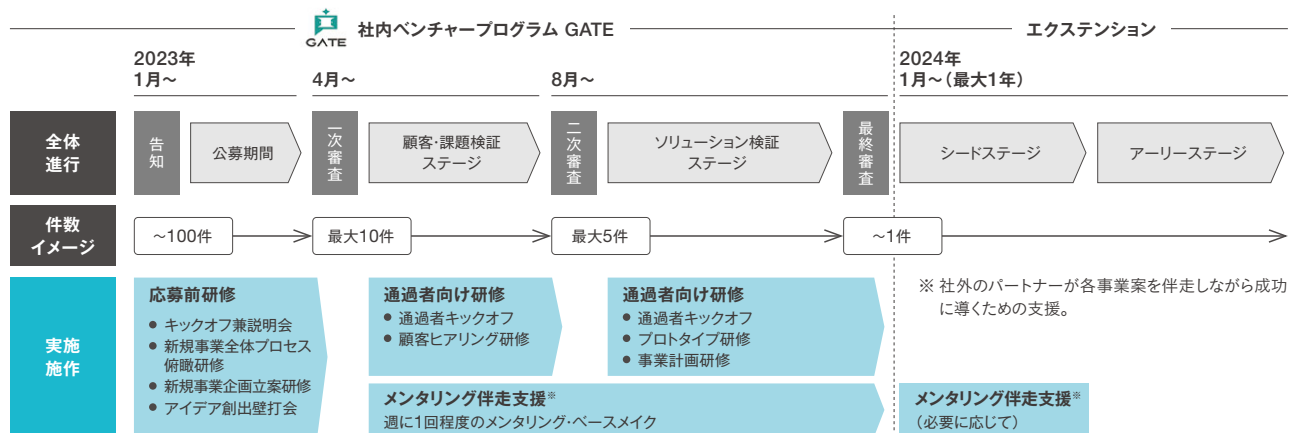 GATE
社内ベンチャープログラム GATE
エクステンション
2023年
1月～
4月～
8月～
2024年
1月～（最大1年）
全体
進行
告知
公募期間
一次審査
顧客・課題検証
ステージ
二次審査
ソリューション検証
ステージ
最終審査
シードステージ
アーリーステージ
件数
イメージ
～100件
最大10件
最大5件
～1件
実施
施作
応募前研修
● キックオフ兼説明会
● 新規事業全体プロセス
俯瞰研修
● 新規事業企画立案研修
● アイデア創出壁打会
通過者向け研修
● 通過者キックオフ
● 顧客ヒアリング研修
通過者向け研修
● 通過者キックオフ
● プロトタイプ研修
● 事業計画研修
※ 社外のパートナーが各事業案を伴走しながら成功
に導くための支援。
メンタリング伴走支援※
週に1回程度のメンタリング・ベースメイク
メンタリング伴走支援※
（必要に応じて）